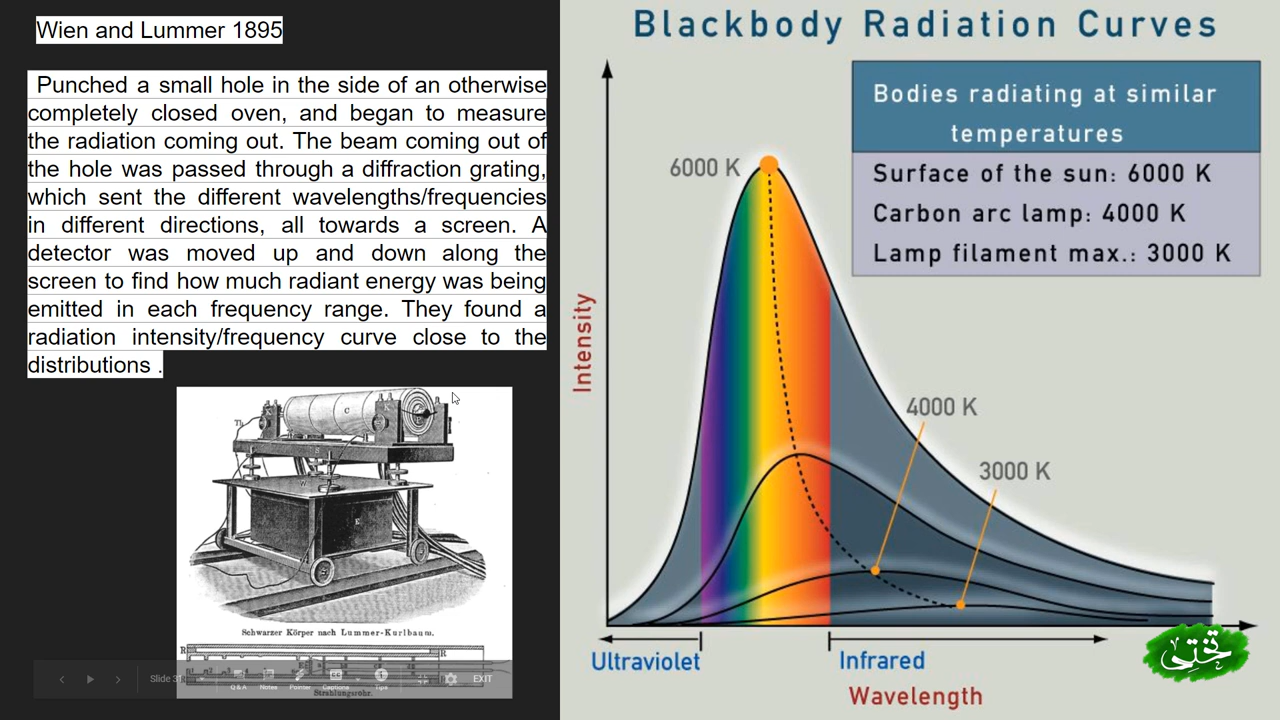 Wien and Lummer 1895
Punched a small hole in the side of an otherwise
completely closed oven, and began to measure
the radiation coming out. The beam coming out of
the hole was passed through a diffraction grating,
which sent the different wavelengths/frequencies
in different directions, all towards a screen. A
detector was moved up and down along the
screen to find how much radiant energy was being
emitted in each frequency range. They found a
radiation intensity/frequency curve close to the
distributions .
Schwarzer Körper nach Lummer-Kurlbaum.
Strahlungsrohr.
Q & A
Notes
Pointer
Captions
Tips
EXIT
Blackbody Radiation Curves
Bodies radiating at similar
temperatures
Surface of the sun: 6000 K
Carbon arc lamp: 4000 K
Lamp filament max.: 3000 K
6000 K
4000 K
3000 K
Intensity
Ultraviolet
Infrared
Wavelength